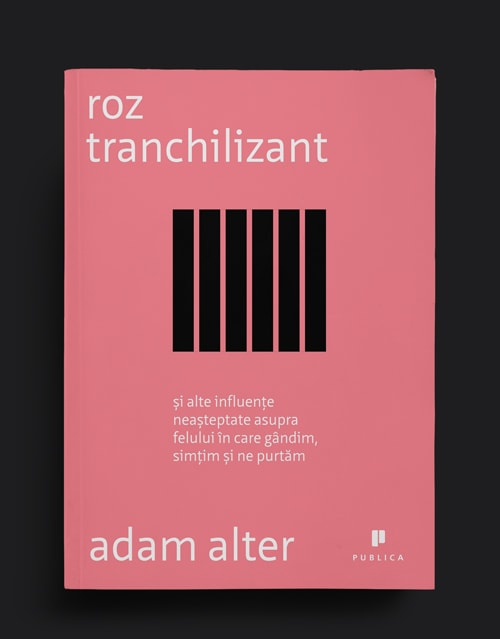 roz
tranchilizant
și alte influențe
neașteptate asupra
felului în care gândim,
simțim și ne purtăm
adam alter
PUBLICA